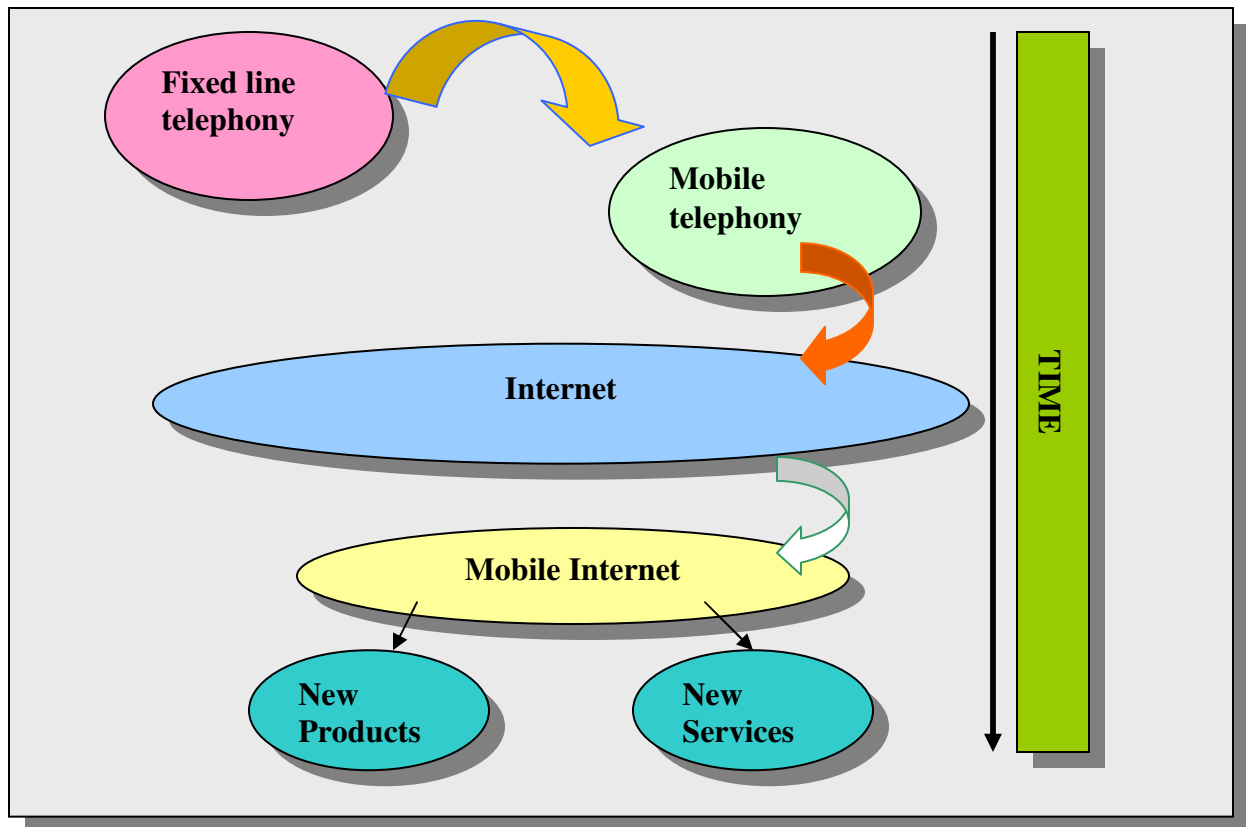 Fixed line
telephony
Mobile
telephony
Internet
TIME
Mobile Internet
New
Products
New
Services